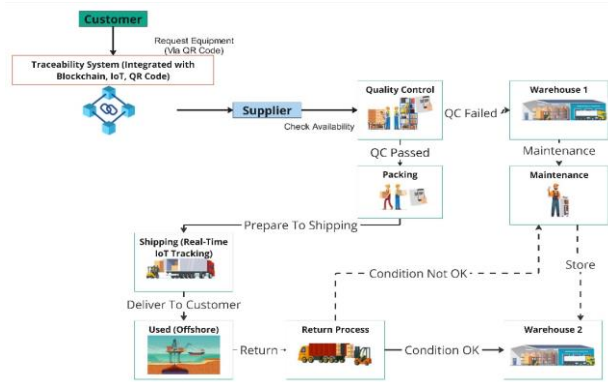 Customer
Request Equipment
(Via QR Code)
Traceability System (Integrated with
Blockchain, IoT, QR Code)
Supplier
Check Availability
Quality Control
QC Failed
Warehouse 1
QC Passed
Maintenance
Packing
Maintenance
Prepare To Shipping
Shipping (Real-Time
IoT Tracking)
Condition Not OK
Store
Deliver To Customer
Used (Offshore)
Return
Return Process
Condition OK
Warehouse 2